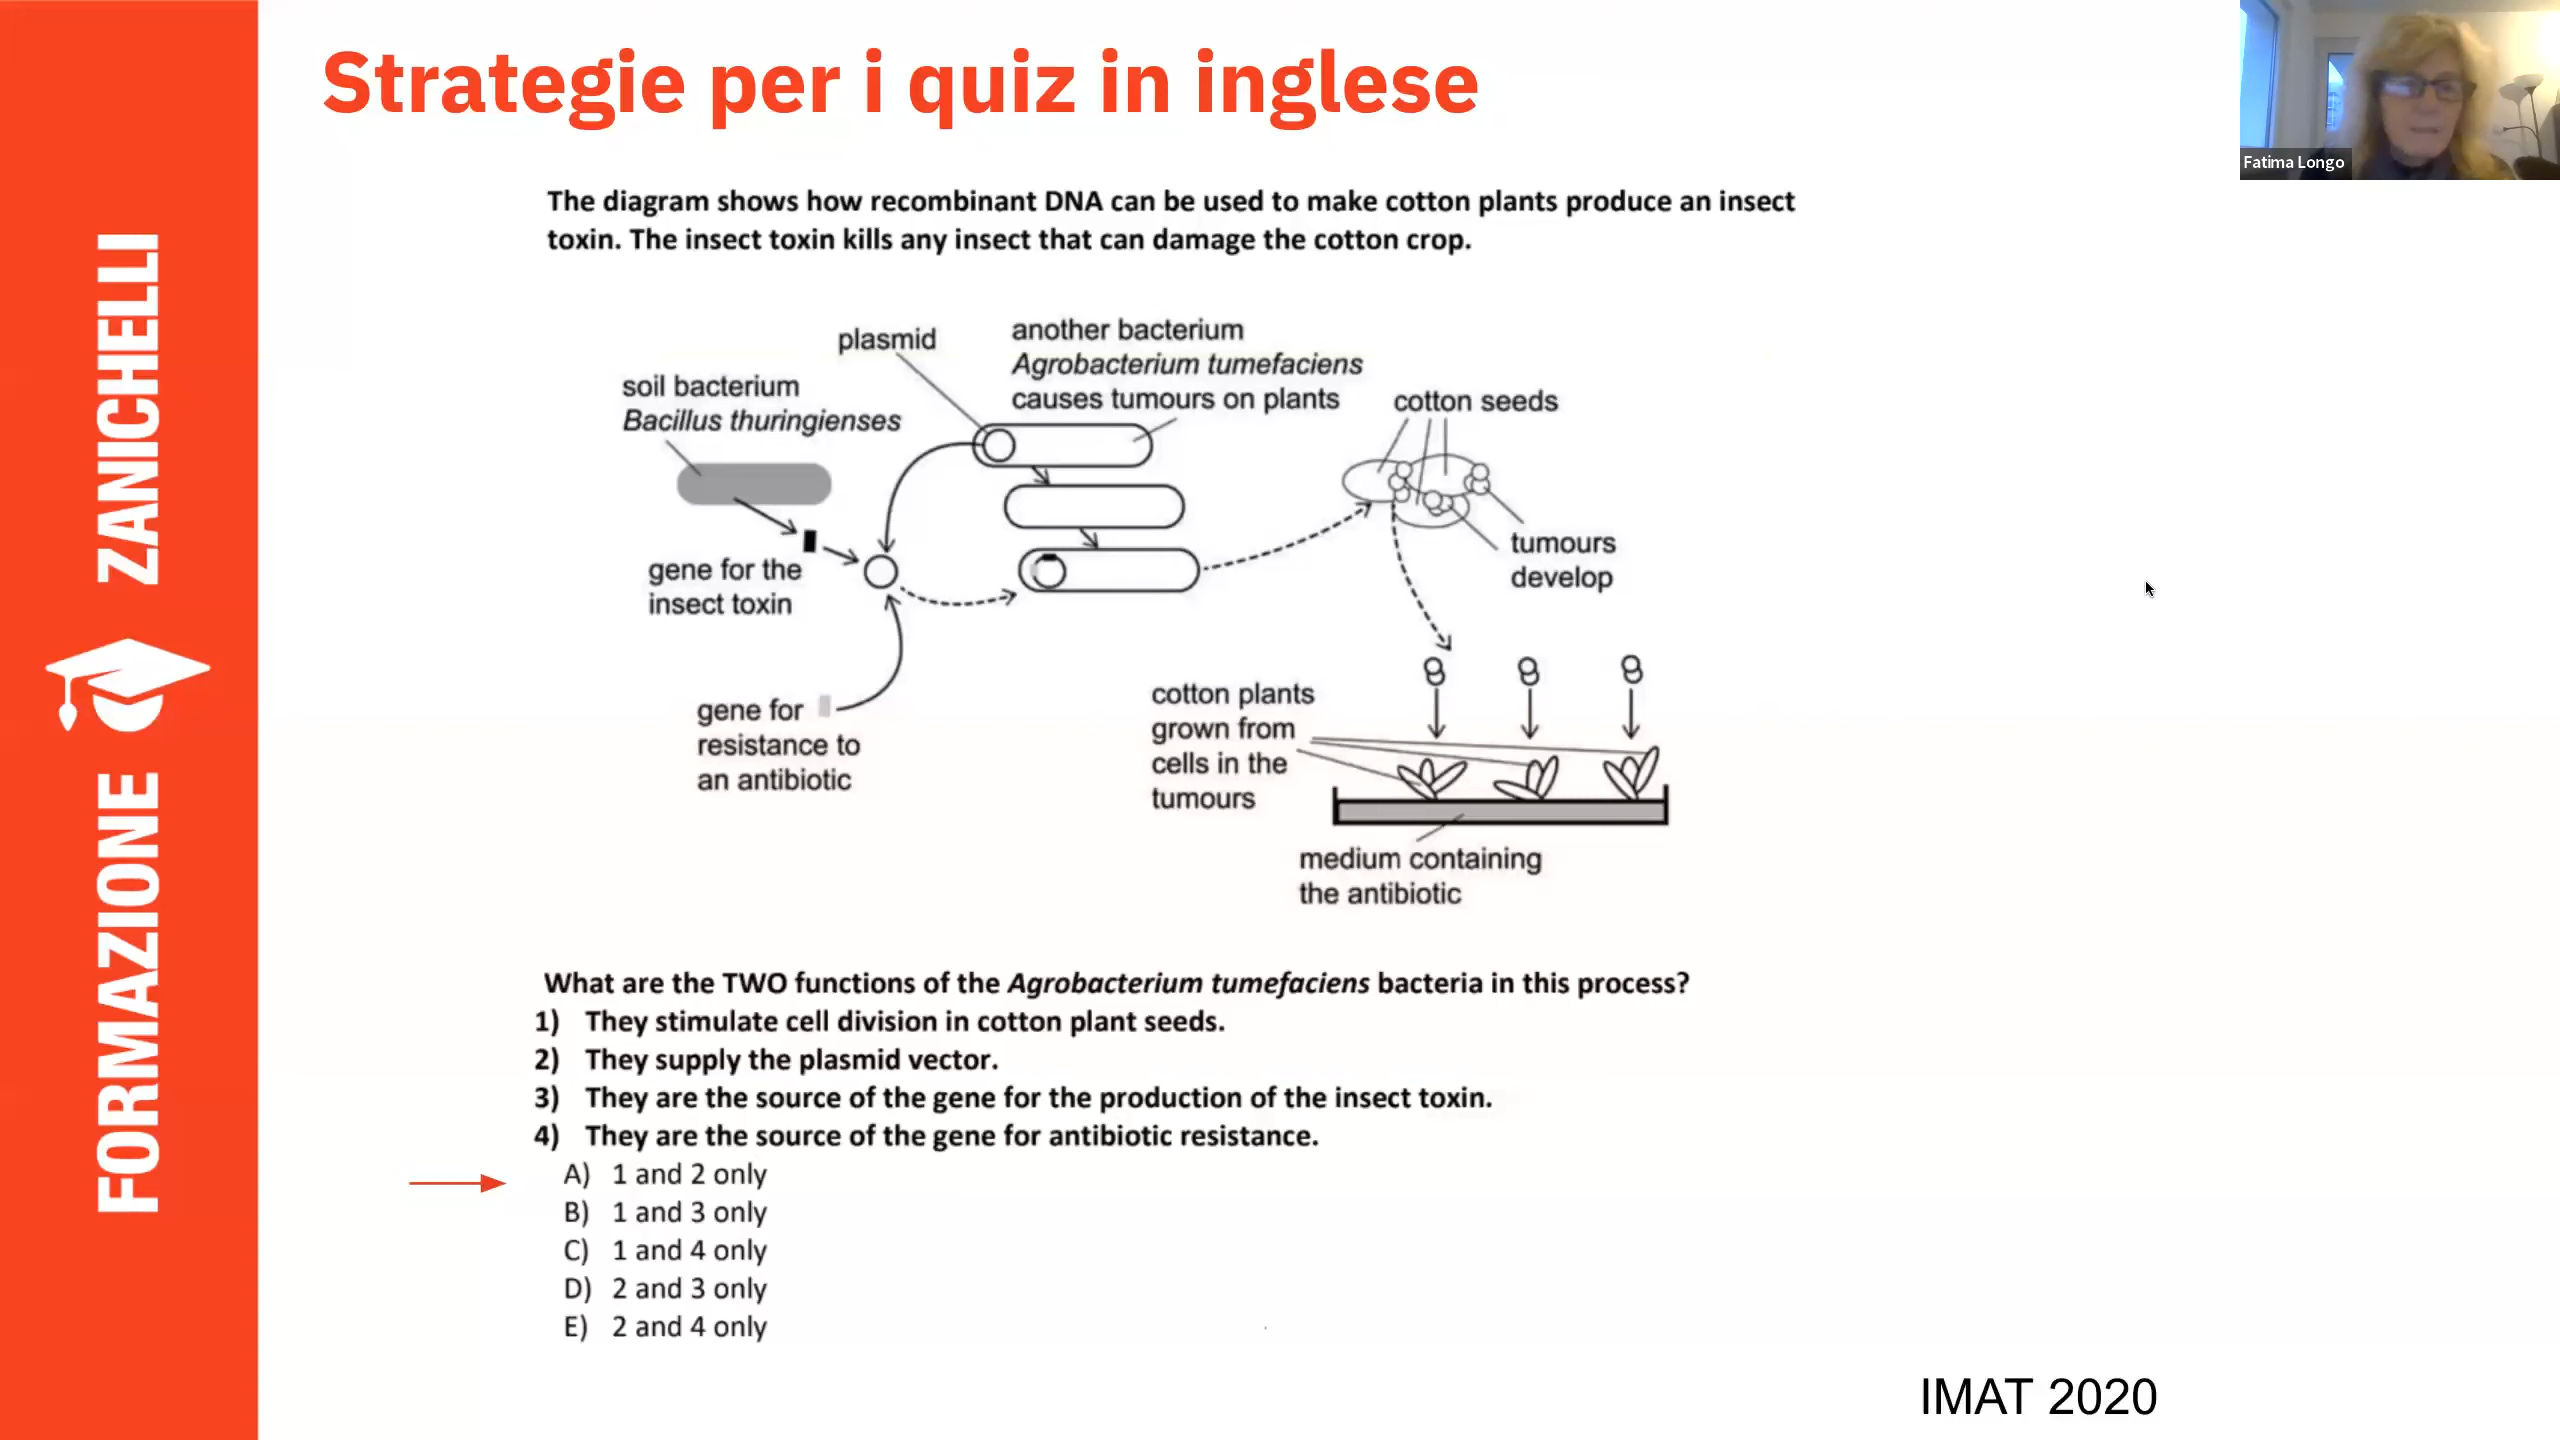 FORMAZIONE ZANICHELLI
Strategie per i quiz in inglese
Fatima Longo
The diagram shows how recombinant DNA can be used to make cotton plants produce an insect
toxin. The insect toxin kills any insect that can damage the cotton crop.
plasmid
another bacterium
Agrobacterium tumefaciens
causes tumours on plants
soil bacterium
Bacillus thuringienses
cotton seeds
gene for the
insect toxin
tumours
develop
gene for
resistance to
an antibiotic
cotton plants
grown from
cells in the
tumours
medium containing
the antibiotic
What are the TWO functions of the Agrobacterium tumefaciens bacteria in this process?
1) They stimulate cell division in cotton plant seeds.
2) They supply the plasmid vector.
3) They are the source of the gene for the production of the insect toxin.
4) They are the source of the gene for antibiotic resistance.
A) 1 and 2 only
B) 1 and 3 only
C) 1 and 4 only
D) 2 and 3 only
E) 2 and 4 only
IMAT 2020